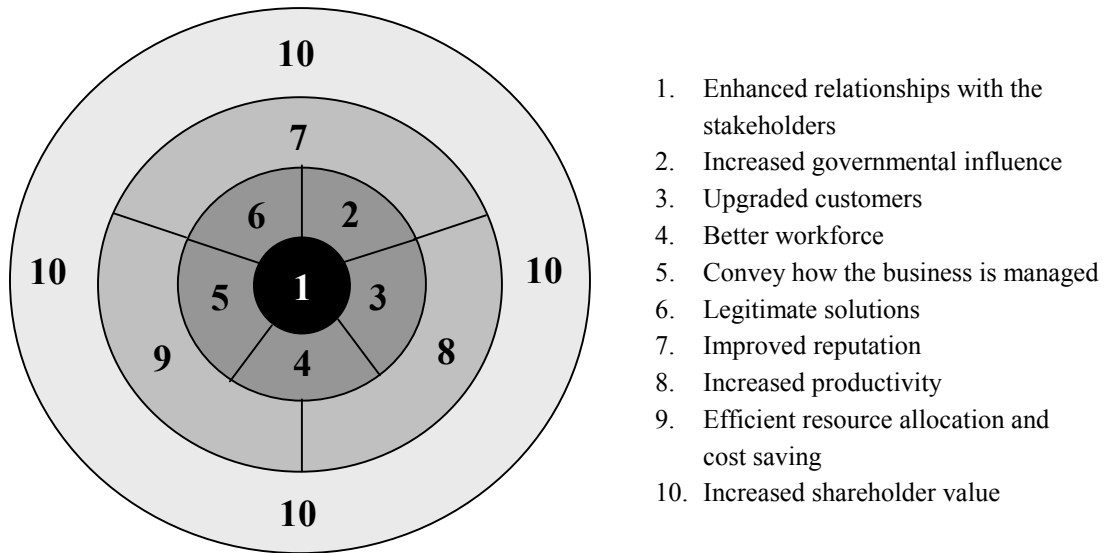 10
7
6 2
10 1 10
5 3
9 4 8
10
1. Enhanced relationships with the
stakeholders
2. Increased governmental influence
3. Upgraded customers
4. Better workforce
5. Convey how the business is managed
6. Legitimate solutions
7. Improved reputation
8. Increased productivity
9. Efficient resource allocation and
cost saving
10. Increased shareholder value